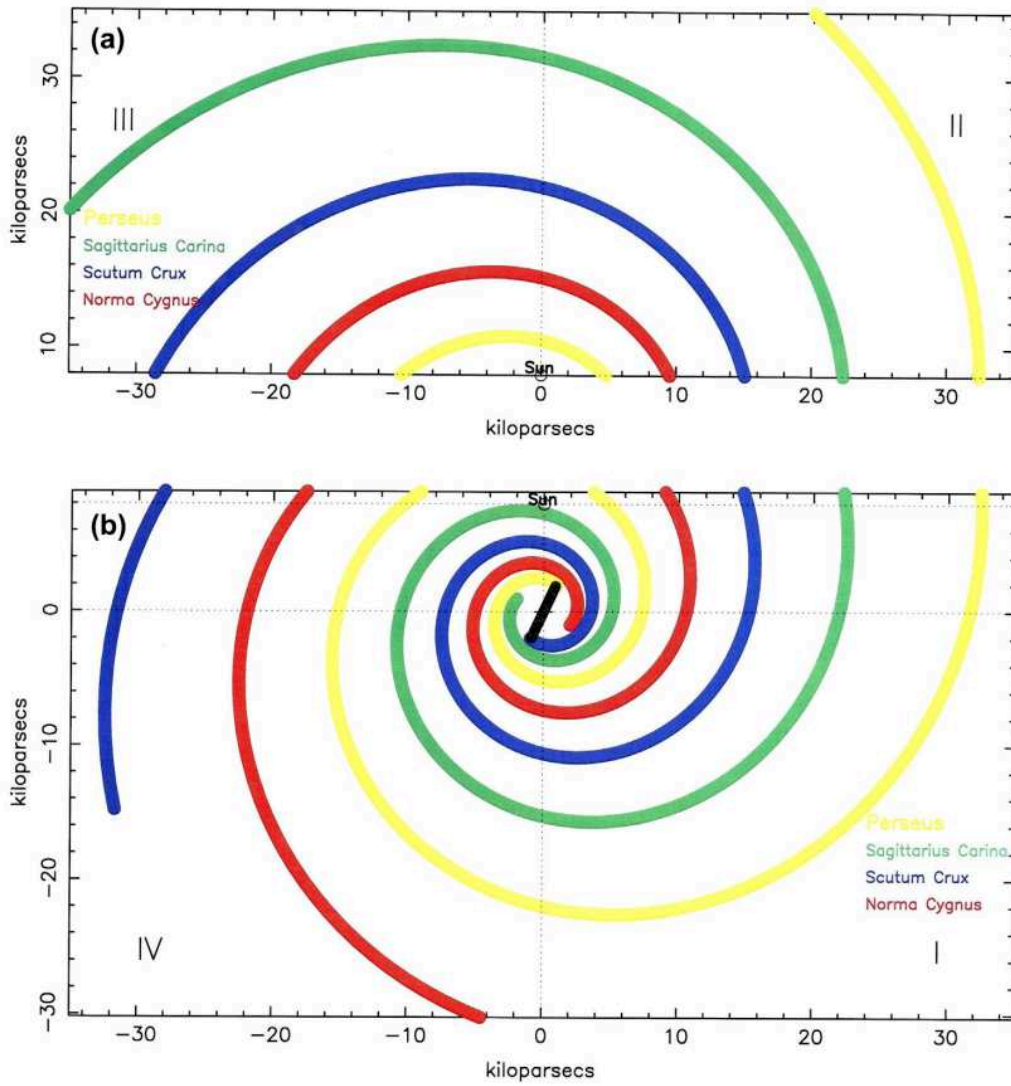 (a)
30
20
10
kiloparsecs
III
II
Perseus
Sagittarius Carina
Scutum Crux
Norma Cygnus
Sun
−30
−20
−10
0
10
20
30
kiloparsecs
(b)
Sun
0
−10
−20
−30
kiloparsecs
Perseus
Sagittarius Carina
Scutum Crux
Norma Cygnus
IV
I
−30
−20
−10
0
10
20
30
kiloparsecs